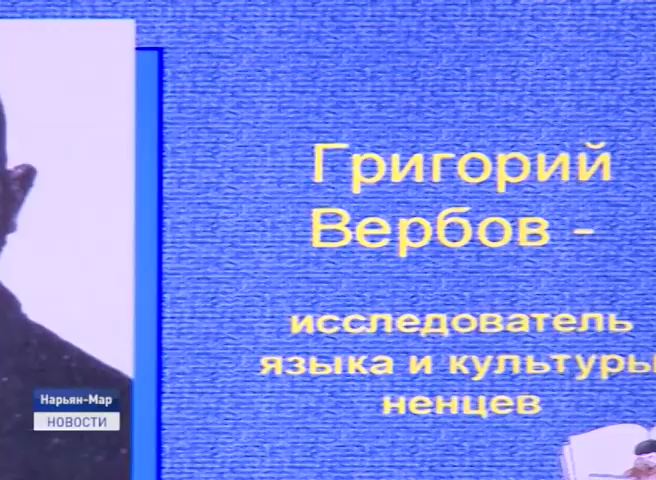 Григорий
Вербов -
исследователь
языка и культуры
ненцев
Нарьян-Мар
НОВОСТИ